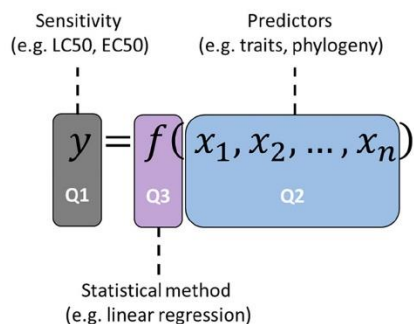 Sensitivity
(e.g. LC50, EC50)
Predictors
(e.g. traits, phylogeny)
y = f( x₁, x₂, ..., xₙ)
Q1
Q3
Q2
Statistical method
(e.g. linear regression)